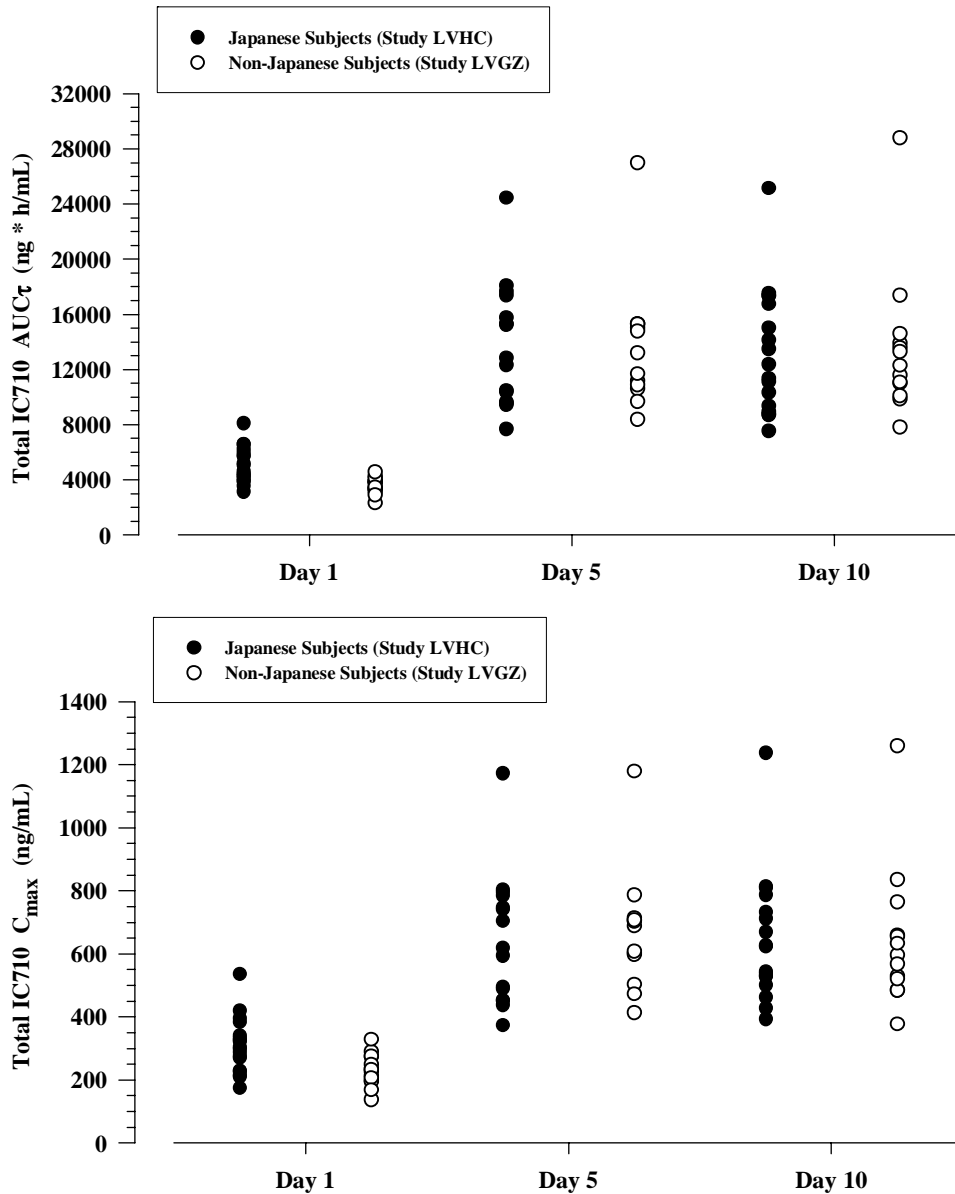 Japanese Subjects (Study LVHC)
Non-Japanese Subjects (Study LVGZ)
32000
28000
24000
20000
16000
12000
8000
4000
0
Total IC710 AUCτ (ng * h/mL)
Day 1 Day 5 Day 10
Japanese Subjects (Study LVHC)
Non-Japanese Subjects (Study LVGZ)
1400
1200
1000
800
600
400
200
0
Total IC710 Cmax (ng/mL)
Day 1 Day 5 Day 10